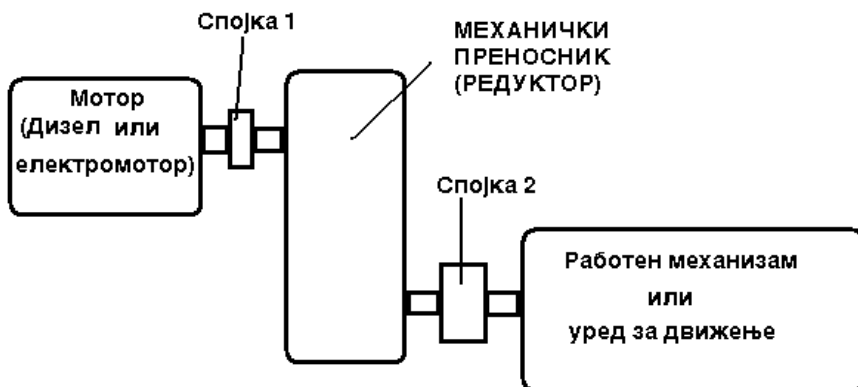 Спојка 1
МЕХАНИЧКИ
ПРЕНОСНИК
(РЕДУКТОР)
Мотор
(Дизел или
електромотор)
Спојка 2
Работен механизам
или
уред за движење